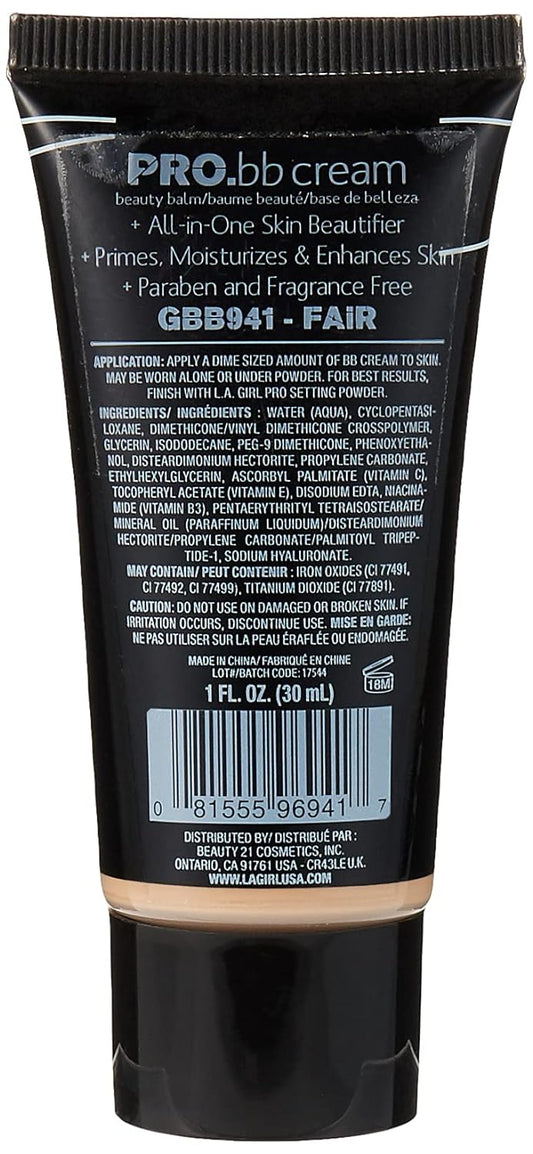 PRO.bb cream
beauty balm/baume beauté/base de belleza
+ All-in-One Skin Beautifier
+ Primes, Moisturizes & Enhances Skin
+ Paraben and Fragrance Free
GBB941 - FAIR
APPLICATION: APPLY A DIME SIZED AMOUNT OF BB CREAM TO SKIN.
MAY BE WORN ALONE OR UNDER POWDER. FOR BEST RESULTS,
FINISH WITH L.A. GIRL PRO SETTING POWDER.
INGREDIENTS/ INGRÉDIENTS : WATER (AQUA), CYCLOPENTASI-
LOXANE, DIMETHICONE/VINYL DIMETHICONE CROSSPOLYMER,
GLYCERIN, ISODODECANE, PEG-9 DIMETHICONE, PHENOXYETHA-
NOL, DISTEARDIMONIUM HECTORITE, PROPYLENE CARBONATE,
ETHYLHEXYLGLYCERIN, ASCORBYL PALMITATE (VITAMIN C),
TOCOPHERYL ACETATE (VITAMIN E), DISODIUM EDTA, NIACINA-
MIDE (VITAMIN B3), PENTAERYTHRITYL TETRAISOSTEARATE/
MINERAL OIL (PARAFFINUM LIQUIDUM)/DISTEARDIMONIUM
HECTORITE/PROPYLENE CARBONATE/PALMITOYL TRIPEP-
TIDE-1, SODIUM HYALURONATE.
MAY CONTAIN/ PEUT CONTENIR : IRON OXIDES (CI 77491,
CI 77492, CI 77499), TITANIUM DIOXIDE (CI 77891).
CAUTION: DO NOT USE ON DAMAGED OR BROKEN SKIN. IF
IRRITATION OCCURS, DISCONTINUE USE. MISE EN GARDE:
NE PAS UTILISER SUR LA PEAU ÉRAFLÉE OU ENDOMAGÉE.
MADE IN CHINA/FABRIQUÉ EN CHINE
LOT#/BATCH CODE: 17544
1 FL. OZ. (30 mL)
18M
0 81555 96941 7
DISTRIBUTED BY/ DISTRIBUÉ PAR :
BEAUTY 21 COSMETICS, INC.
ONTARIO, CA 91761 USA - CR43LE U.K.
WWW.LAGIRLUSA.COM